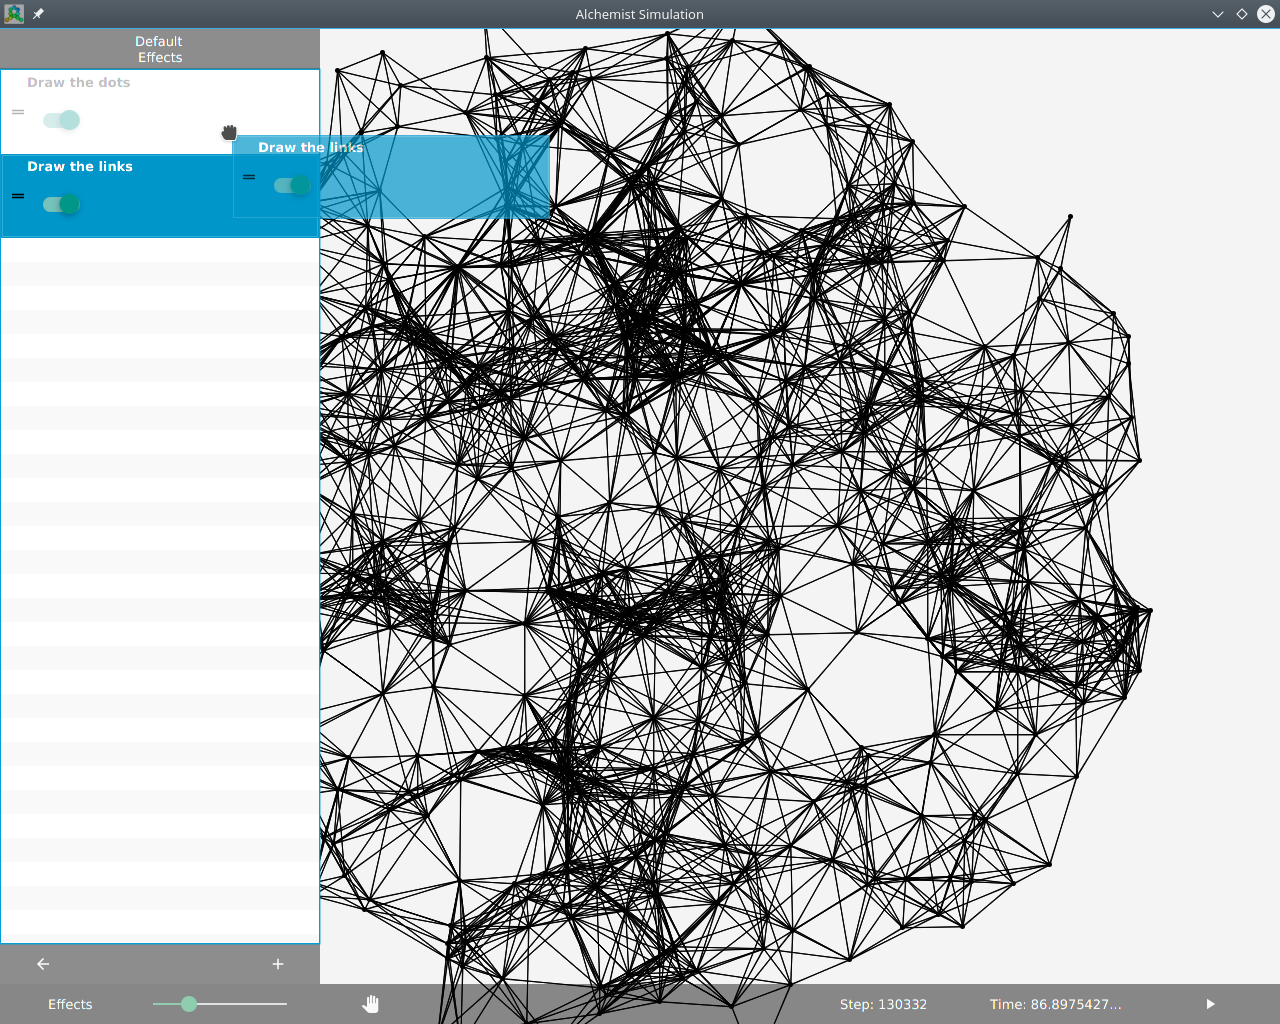 Alchemist Simulation
Default
Effects
Draw the dots
Draw the links
Draw the links
Effects
Step: 130332
Time: 86.8975427...